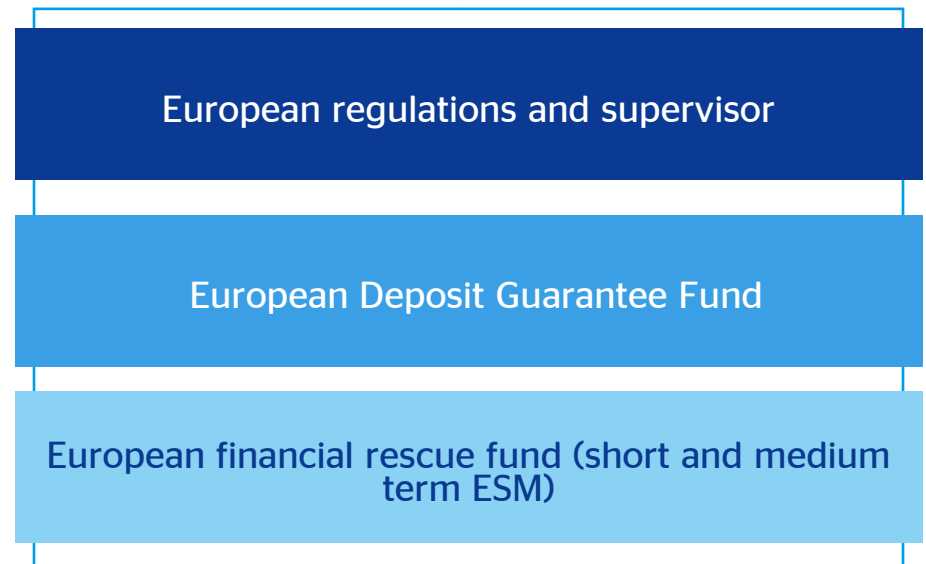 European regulations and supervisor
European Deposit Guarantee Fund
European financial rescue fund (short and medium
term ESM)